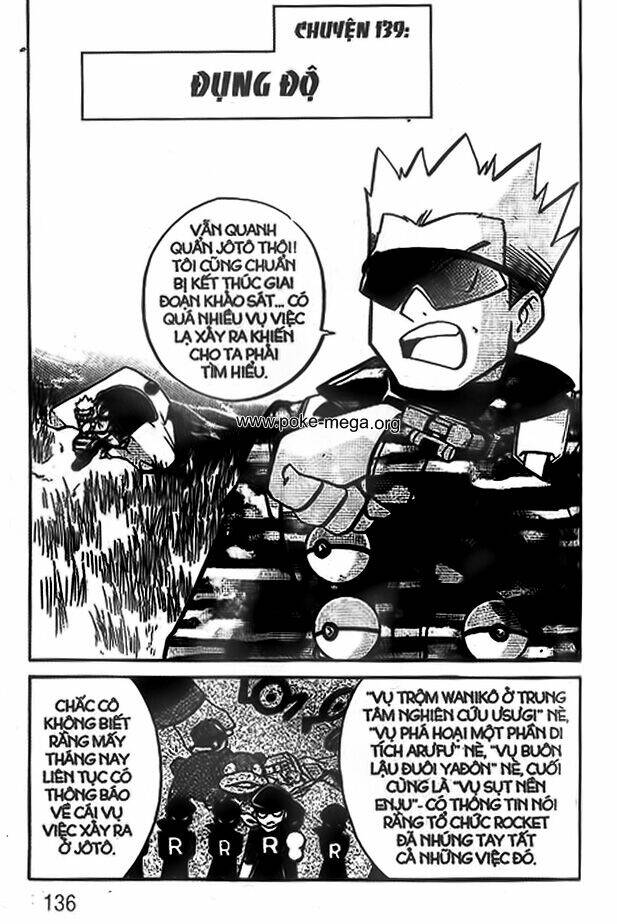 CHUYỆN 139:
ĐỤNG ĐỘ
VẪN QUANH
QUẨN JÔTÔ THÔI!
TÔI CŨNG CHUẨN
BỊ KẾT THÚC GIAI
ĐOẠN KHẢO SÁT... CÓ
QUÁ NHIỀU VỤ VIỆC
LẠ XẢY RA KHIẾN
CHO TA PHẢI
TÌM HIỂU.
www.poke-mega.org
CHẮC CÔ
KHÔNG BIẾT
RẰNG MẤY
THÁNG NAY
LIÊN TỤC CÓ
THÔNG BÁO
VỀ CÁI VỤ
VIỆC XẢY RA
Ở JÔTÔ.
"VỤ TRỘM WANIKÔ Ở TRUNG
TÂM NGHIÊN CỨU USUGI" NÈ,
"VỤ PHÁ HOẠI MỘT PHẦN DI
TÍCH ARUFU" NÈ, "VỤ BUÔN
LẬU ĐUÔI YAĐÔN" NÈ, CUỐI
CÙNG LÀ "VỤ SỤT NỀN
ENJU"- CÓ THÔNG TIN NÓI
RẰNG TỔ CHỨC ROCKET
ĐÃ NHÚNG TAY TẤT
CẢ NHỮNG VIỆC ĐÓ.
R R R R
136